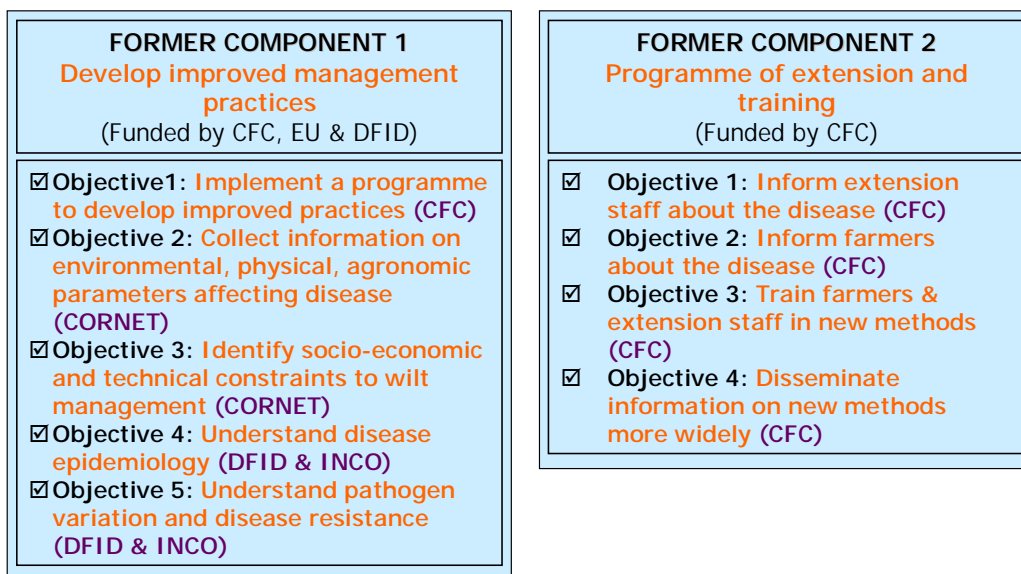 FORMER COMPONENT 1
Develop improved management
practices
(Funded by CFC, EU & DFID)
☑Objective1: Implement a programme
to develop improved practices (CFC)
☑Objective 2: Collect information on
environmental, physical, agronomic
parameters affecting disease
(CORNET)
☑Objective 3: Identify socio-economic
and technical constraints to wilt
management (CORNET)
☑Objective 4: Understand disease
epidemiology (DFID & INCO)
☑Objective 5: Understand pathogen
variation and disease resistance
(DFID & INCO)
FORMER COMPONENT 2
Programme of extension and
training
(Funded by CFC)
☑ Objective 1: Inform extension
staff about the disease (CFC)
☑ Objective 2: Inform farmers
about the disease (CFC)
☑ Objective 3: Train farmers &
extension staff in new methods
(CFC)
☑ Objective 4: Disseminate
information on new methods
more widely (CFC)